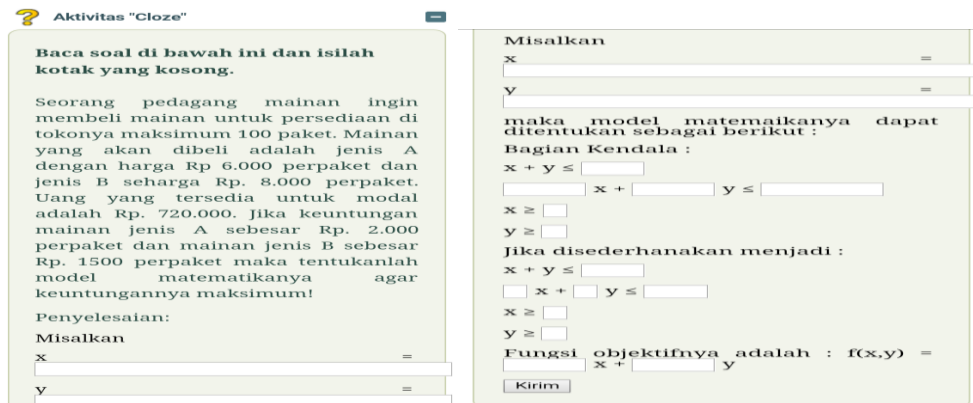 Aktivitas "Cloze"
Baca soal di bawah ini dan isilah
kotak yang kosong.
Seorang pedagang mainan ingin
membeli mainan untuk persediaan di
tokonya maksimum 100 paket. Mainan
yang akan dibeli adalah jenis A
dengan harga Rp 6.000 perpaket dan
jenis B seharga Rp. 8.000 perpaket.
Uang yang tersedia untuk modal
adalah Rp. 720.000. Jika keuntungan
mainan jenis A sebesar Rp. 2.000
perpaket dan mainan jenis B sebesar
Rp. 1500 perpaket maka tentukanlah
model matematikanya agar
keuntungannya maksimum!
Penyelesaian:
Misalkan
x =
y =
Misalkan
x =
y =
maka model matemaikanya dapat
ditentukan sebagai berikut :
Bagian Kendala :
x + y ≤
x + y ≤
x ≥
y ≥
Jika disederhanakan menjadi :
x + y ≤
x + y ≤
x ≥
y ≥
Fungsi objektifnya adalah : f(x,y) =
x + y
Kirim